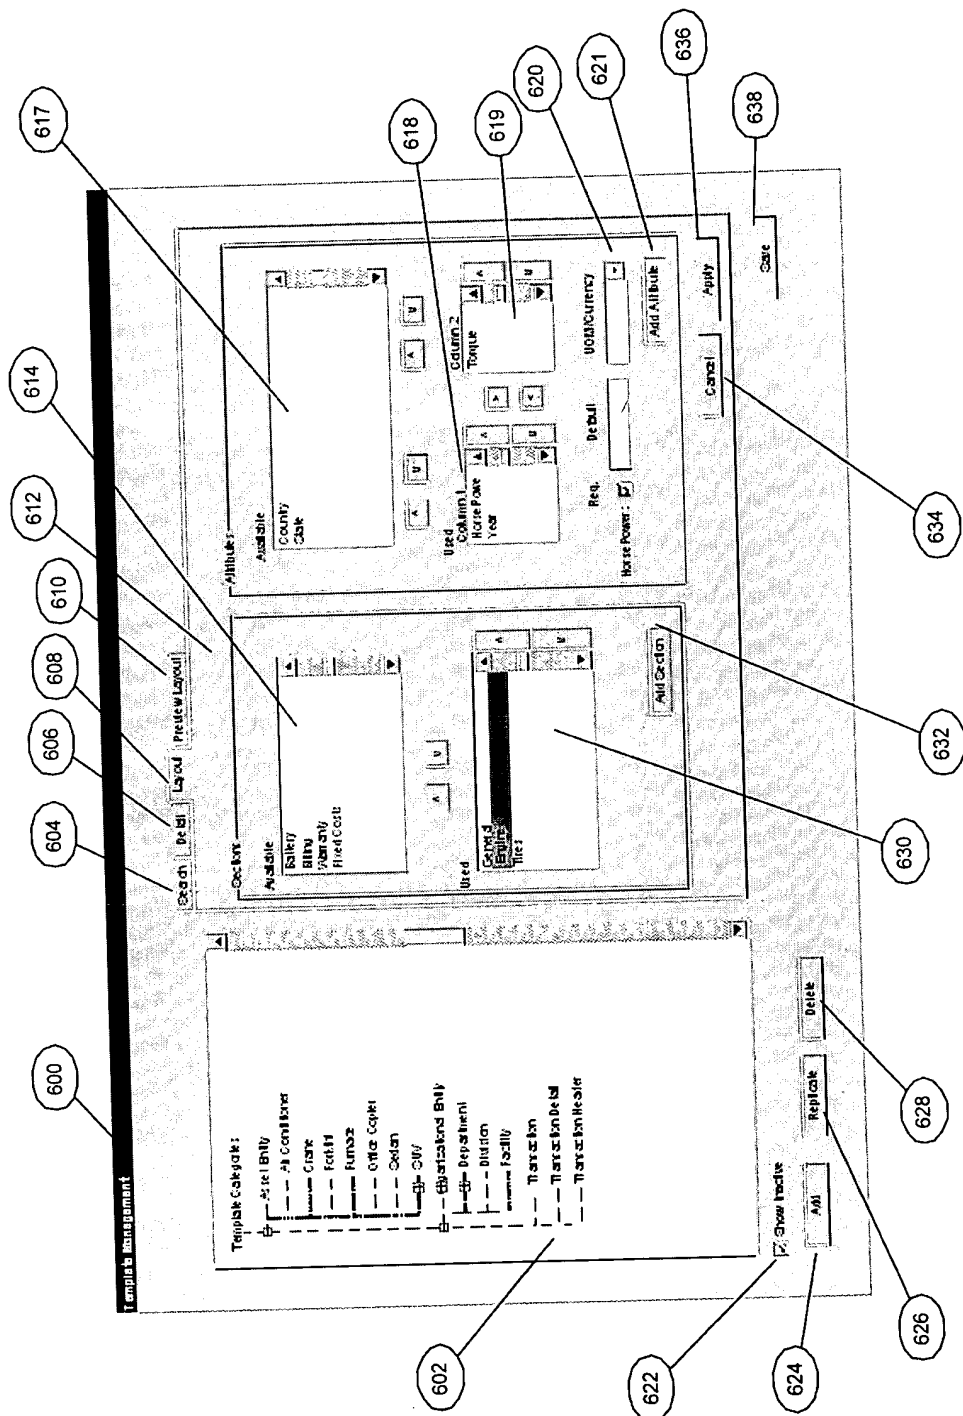 600
Template Management
604
606
608
610
612
614
617
618
619
620
621
636
638
Search
Detail
Layout
Preview Layout
Template Categories
Asset Entity
Air Conditioner
Crane
Forklift
Furnace
Office Copier
Sedan
SUV
Organizational Entity
Department
Division
Facility
Transaction
Transaction Detail
Transaction Header
Sections
Available
Battery
Billing
Warranty
Fixed Costs
Used
General
Engine
Tires
Add Section
Attributes
Available
Country
State
Used
Column 1
Horse Powe
Year
Column 2
Torque
Req.
Default
UOM/Currency
Horse Power:
Add Attribute
Show Inactive
Add
Replicate
Delete
Cancel
Apply
Save
602
622
624
626
628
630
632
634